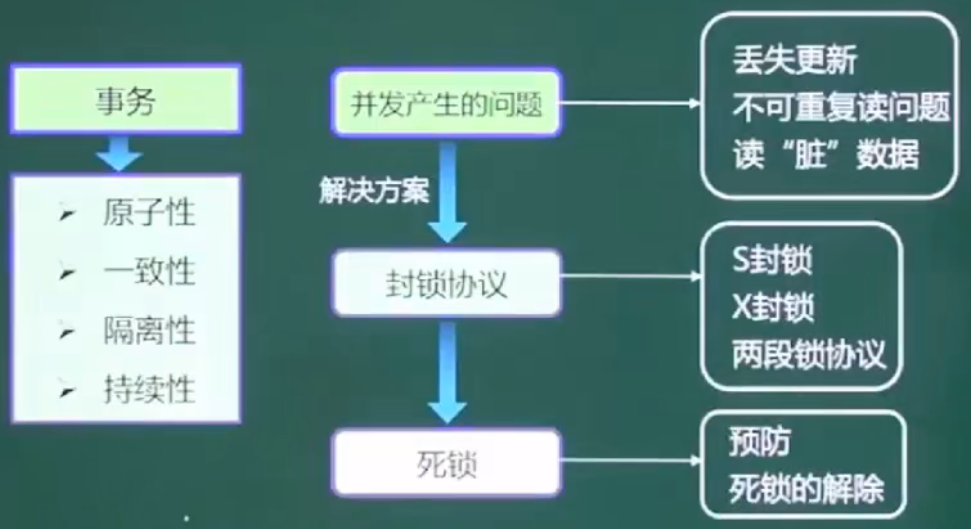 事务
原子性
一致性
隔离性
持续性
并发产生的问题
解决方案
封锁协议
死锁
丢失更新
不可重复读问题
读“脏”数据
S封锁
X封锁
两段锁协议
预防
死锁的解除